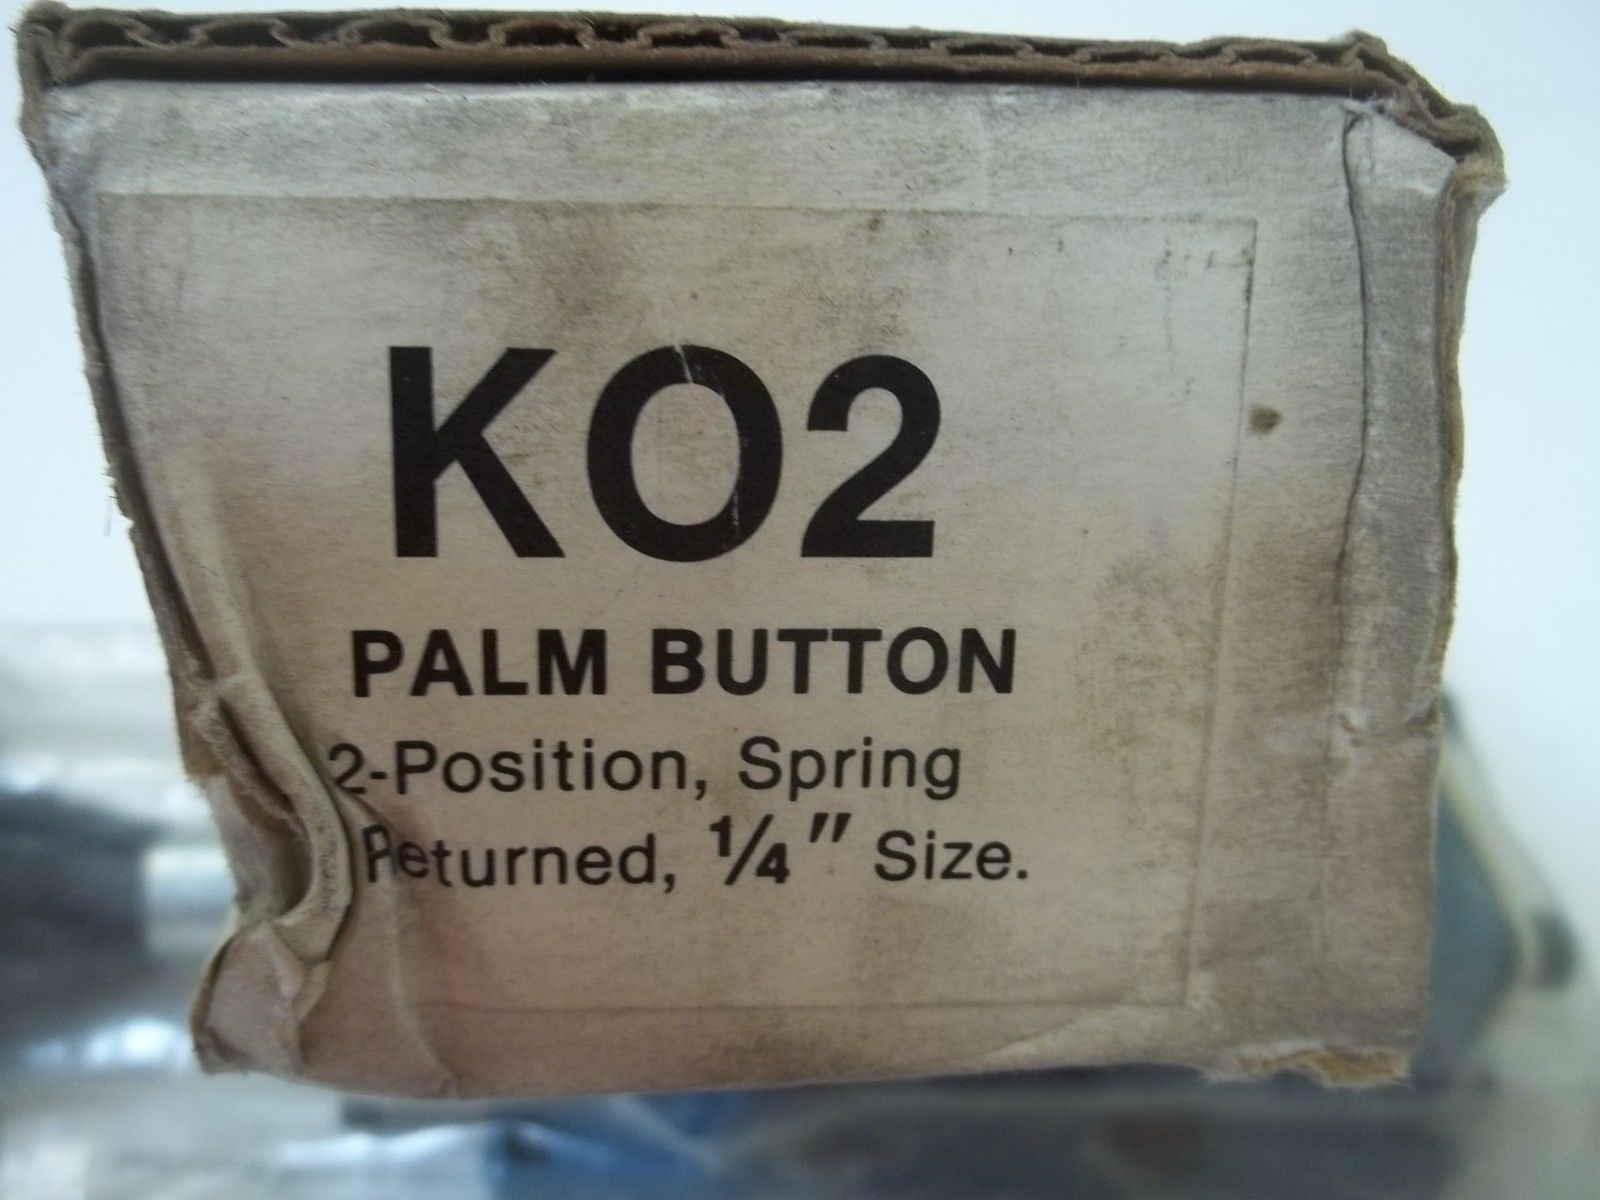 KO2
PALM BUTTON
2-Position, Spring
Returned, ¼" Size.